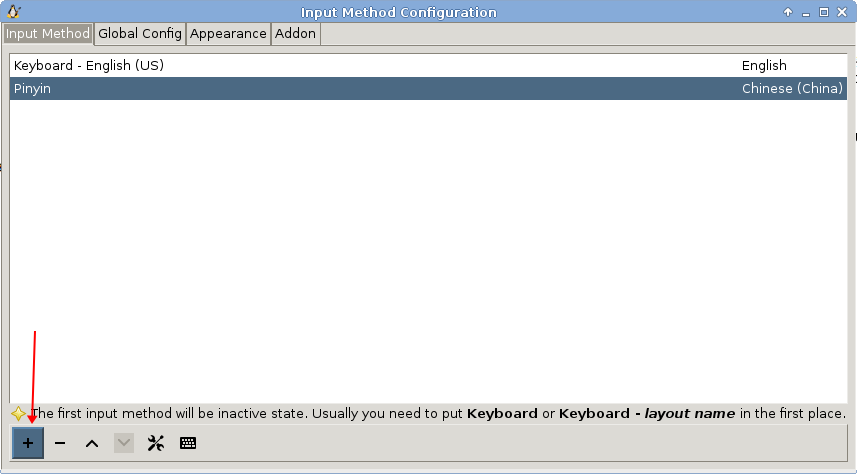 Input Method Configuration
Input Method Global Config Appearance Addon
Keyboard - English (US) English
Pinyin Chinese (China)
The first input method will be inactive state. Usually you need to put Keyboard or Keyboard - layout name in the first place.